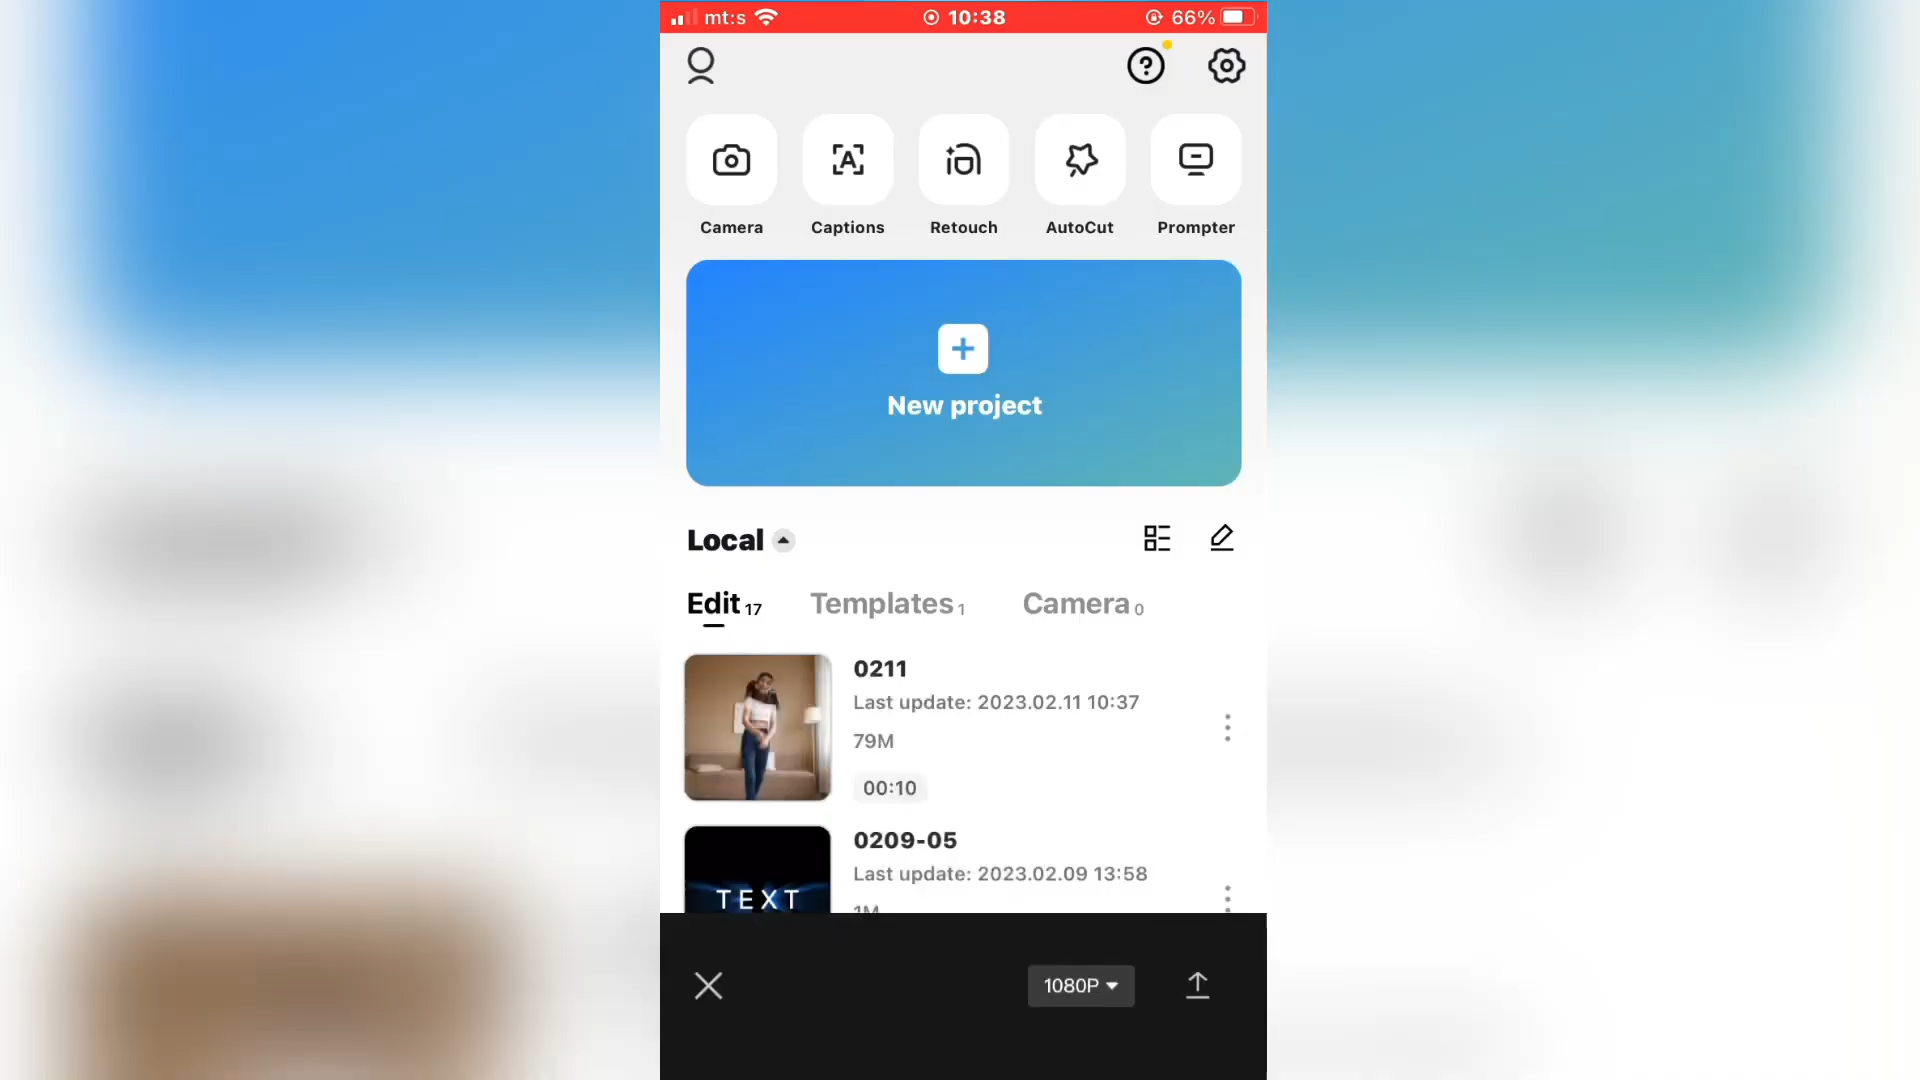 mt:s 10:38 66%
Camera Captions Retouch AutoCut Prompter
New project
Local
Edit 17 Templates 1 Camera 0
0211
Last update: 2023.02.11 10:37
79M
00:10
0209-05
Last update: 2023.02.09 13:58
TEXT
1M
1080P